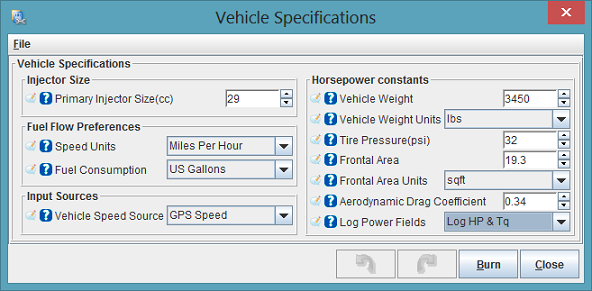 Vehicle Specifications
File
Vehicle Specifications
Injector Size
Primary Injector Size(cc) 29
Fuel Flow Preferences
Speed Units Miles Per Hour
Fuel Consumption US Gallons
Input Sources
Vehicle Speed Source GPS Speed
Horsepower constants
Vehicle Weight 3450
Vehicle Weight Units lbs
Tire Pressure(psi) 32
Frontal Area 19.3
Frontal Area Units sqft
Aerodynamic Drag Coefficient 0.34
Log Power Fields Log HP & Tq
Burn Close